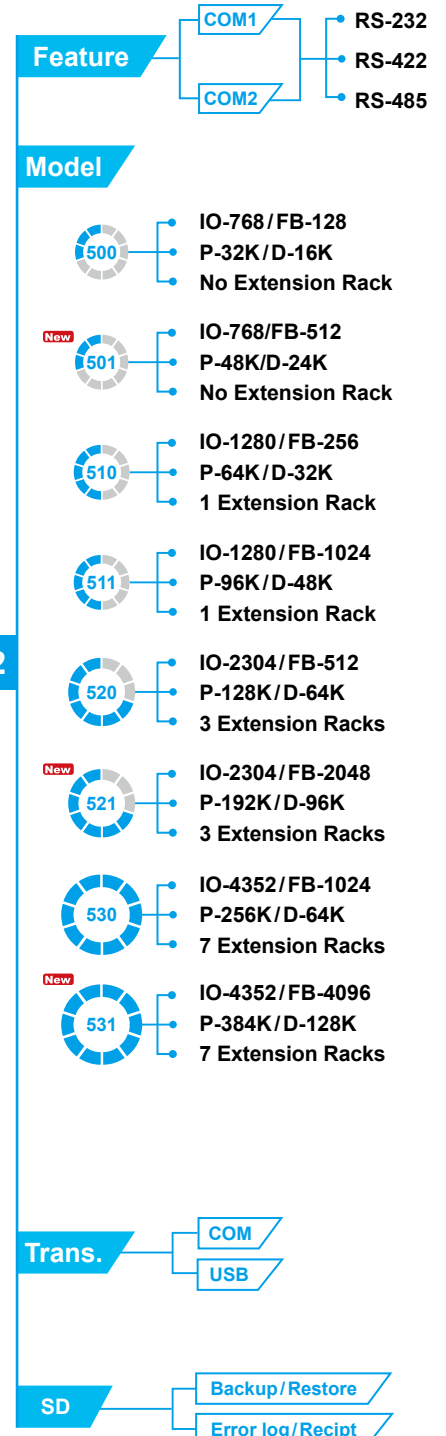 COM1
RS-232
Feature
RS-422
COM2
RS-485
Model
IO-768/FB-128
500
P-32K/D-16K
No Extension Rack
New
IO-768/FB-512
501
P-48K/D-24K
No Extension Rack
IO-1280/FB-256
510
P-64K/D-32K
1 Extension Rack
IO-1280/FB-1024
511
P-96K/D-48K
1 Extension Rack
2
IO-2304/FB-512
520
P-128K/D-64K
3 Extension Racks
New
IO-2304/FB-2048
521
P-192K/D-96K
3 Extension Racks
IO-4352/FB-1024
530
P-256K/D-64K
7 Extension Racks
New
IO-4352/FB-4096
531
P-384K/D-128K
7 Extension Racks
COM
Trans.
USB
Backup/Restore
SD
Error log/Recipt